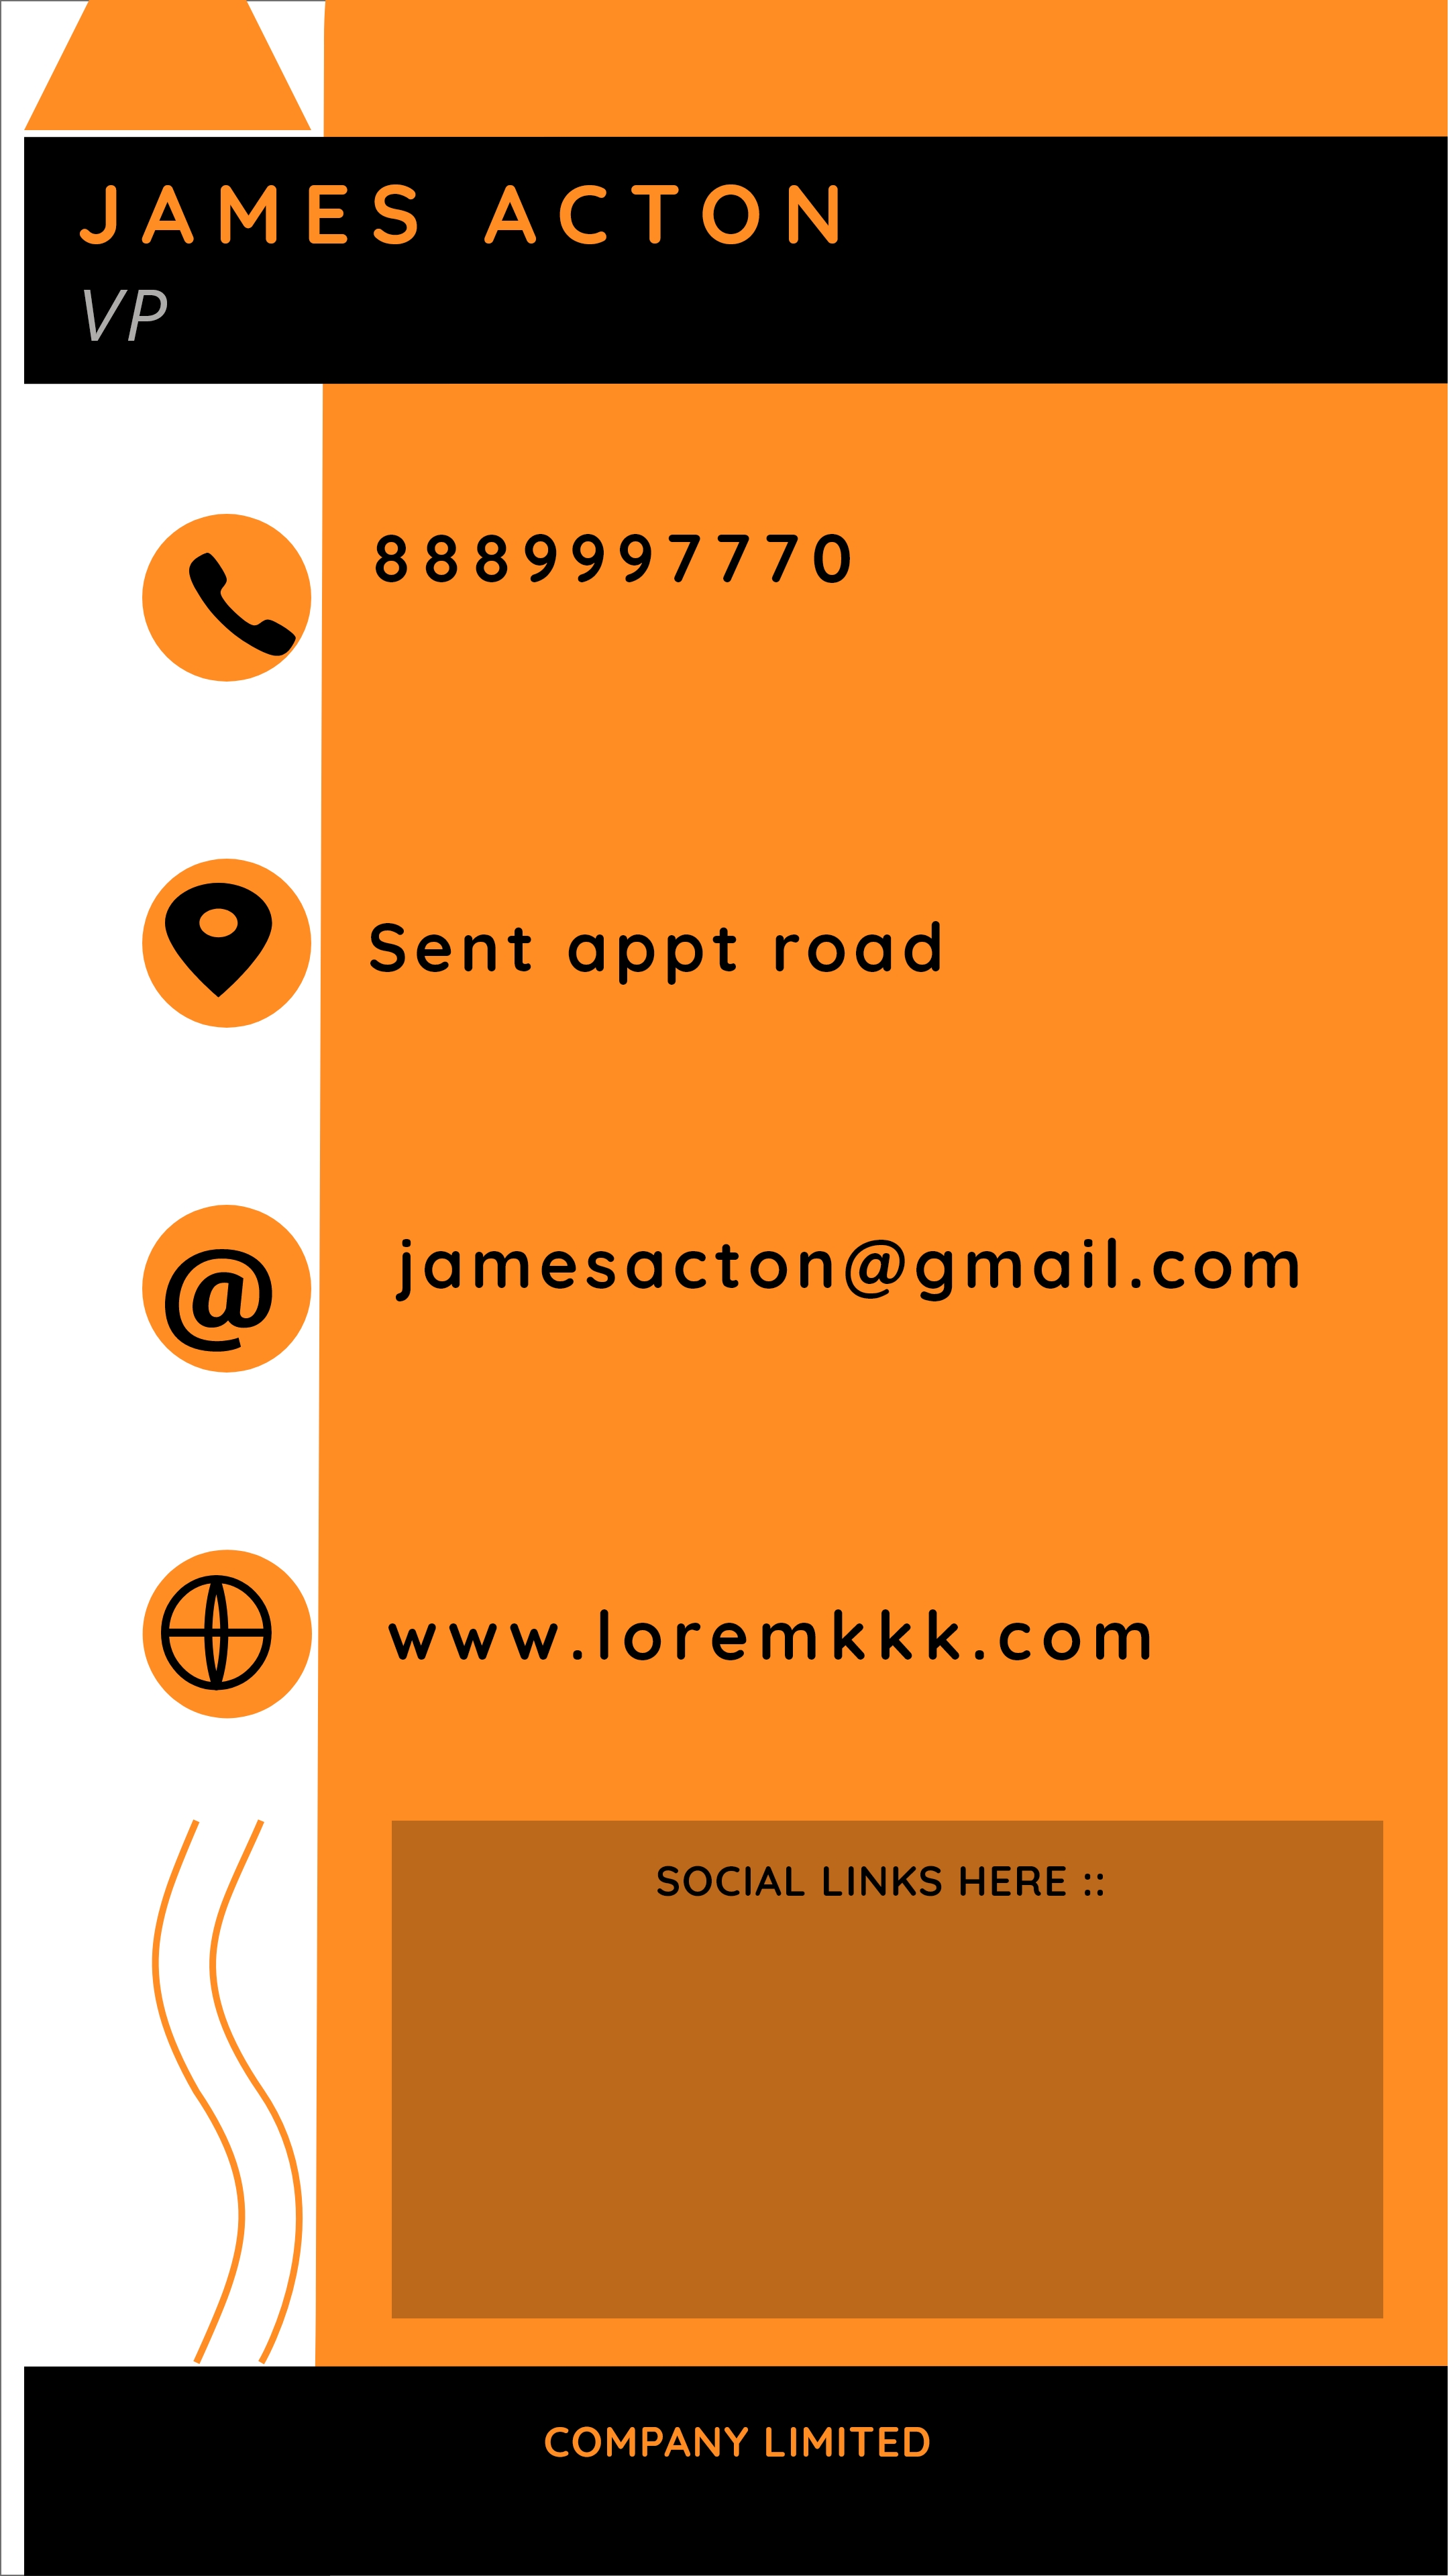 JAMES ACTON
VP
8889997770
Sent appt road
@
jamesacton@gmail.com
www.loremkkk.com
SOCIAL LINKS HERE ::
COMPANY LIMITED